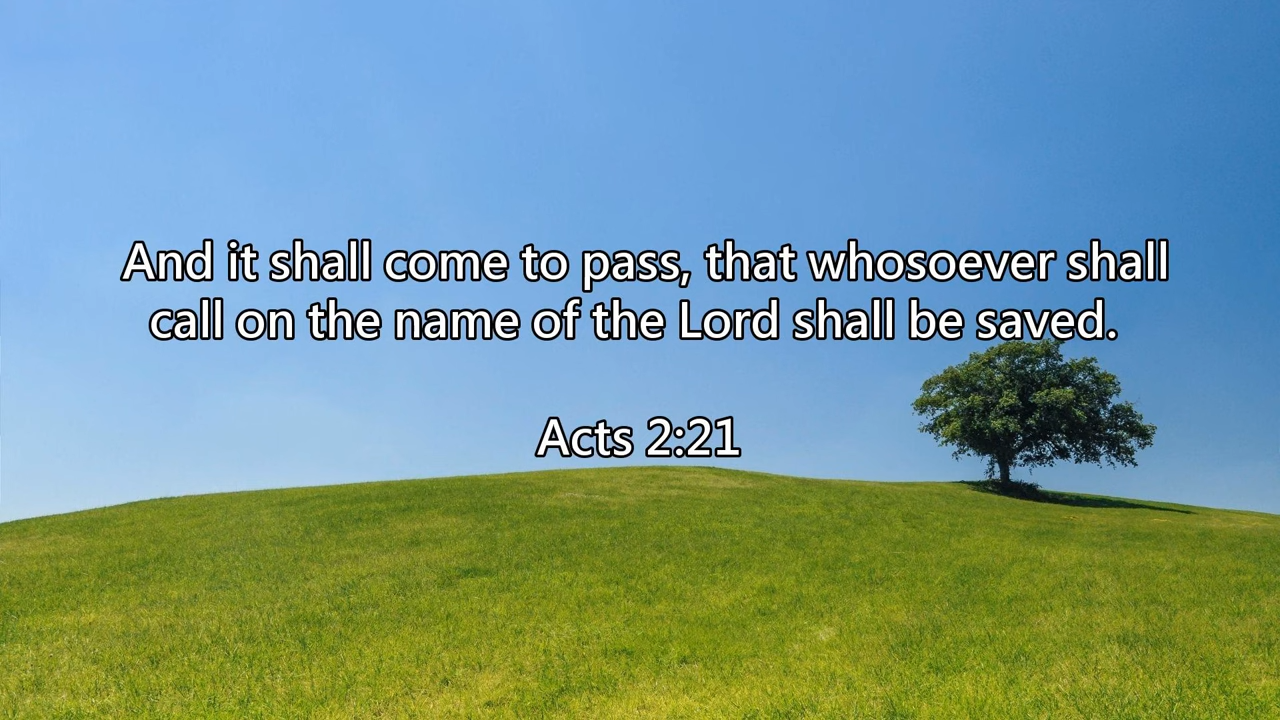 And it shall come to pass, that whosoever shall
call on the name of the Lord shall be saved.
Acts 2:21